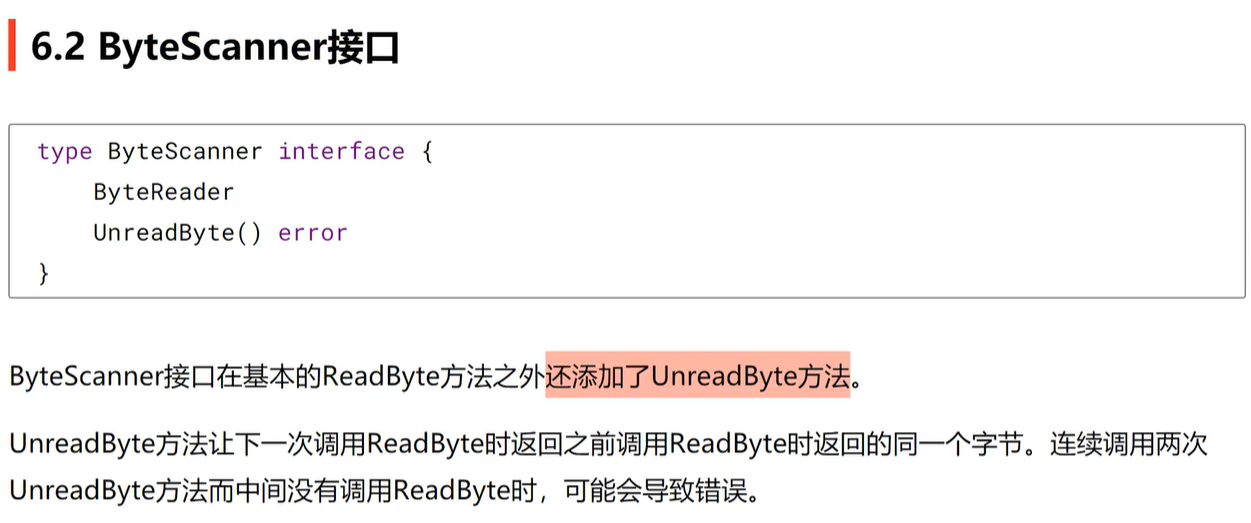 6.2 ByteScanner接口
type ByteScanner interface {
    ByteReader
    UnreadByte() error
}
ByteScanner接口在基本的ReadByte方法之外还添加了UnreadByte方法。
UnreadByte方法让下一次调用ReadByte时返回之前调用ReadByte时返回的同一个字节。连续调用两次
UnreadByte方法而中间没有调用ReadByte时，可能会导致错误。